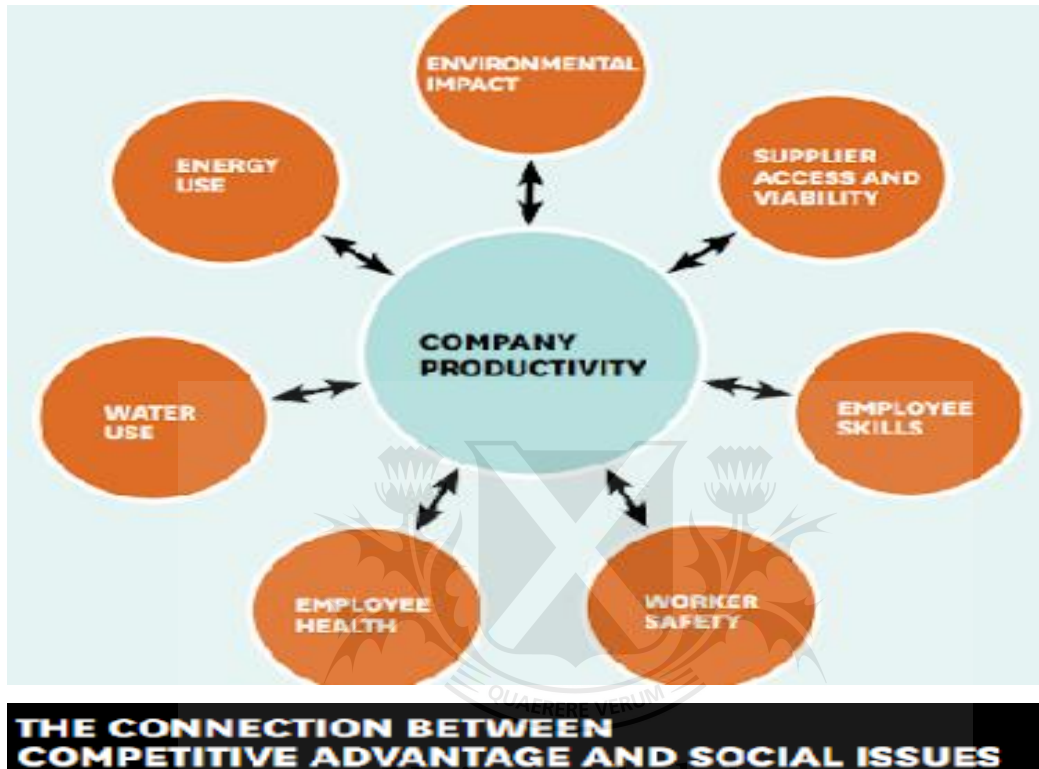 ENVIRONMENTAL
IMPACT
ENERGY
USE
SUPPLIER
ACCESS AND
VIABILITY
COMPANY
PRODUCTIVITY
WATER
USE
EMPLOYEE
SKILLS
EMPLOYEE
HEALTH
WORKER
SAFETY
QUAERERE VERUM
THE CONNECTION BETWEEN
COMPETITIVE ADVANTAGE AND SOCIAL ISSUES